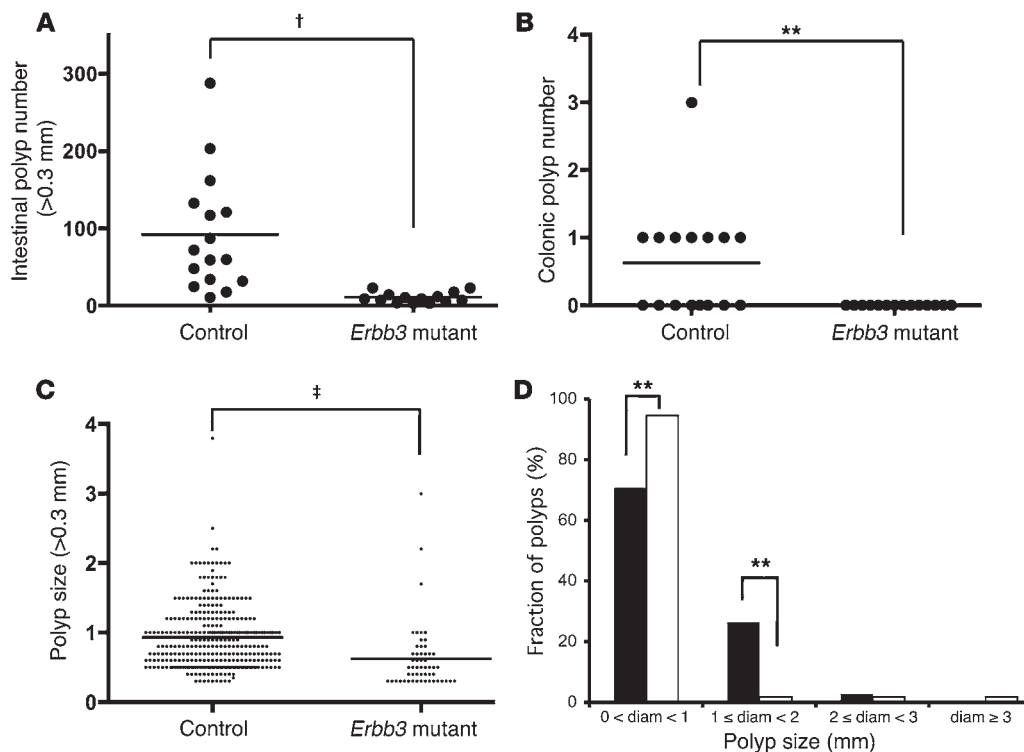 A
†
Intestinal polyp number
(>0.3 mm)
300
200
100
0
Control
Erbb3 mutant
B
**
Colonic polyp number
4
3
2
1
0
Control
Erbb3 mutant
C
‡
Polyp size (>0.3 mm)
4
3
2
1
0
Control
Erbb3 mutant
D
**
**
Fraction of polyps (%)
100
80
60
40
20
0
0 < diam < 1
1 ≤ diam < 2
2 ≤ diam < 3
diam ≥ 3
Polyp size (mm)